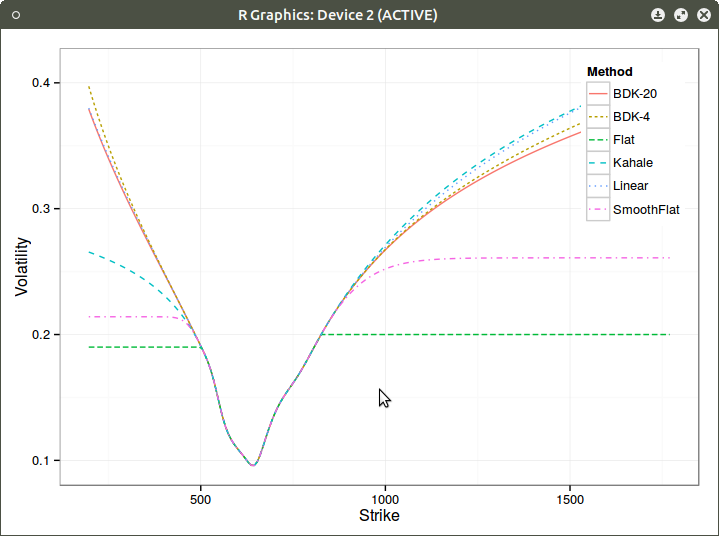 R Graphics: Device 2 (ACTIVE)
Method
BDK-20
BDK-4
Flat
Kahale
Linear
SmoothFlat
Volatility
0.4
0.3
0.2
0.1
500
1000
1500
Strike